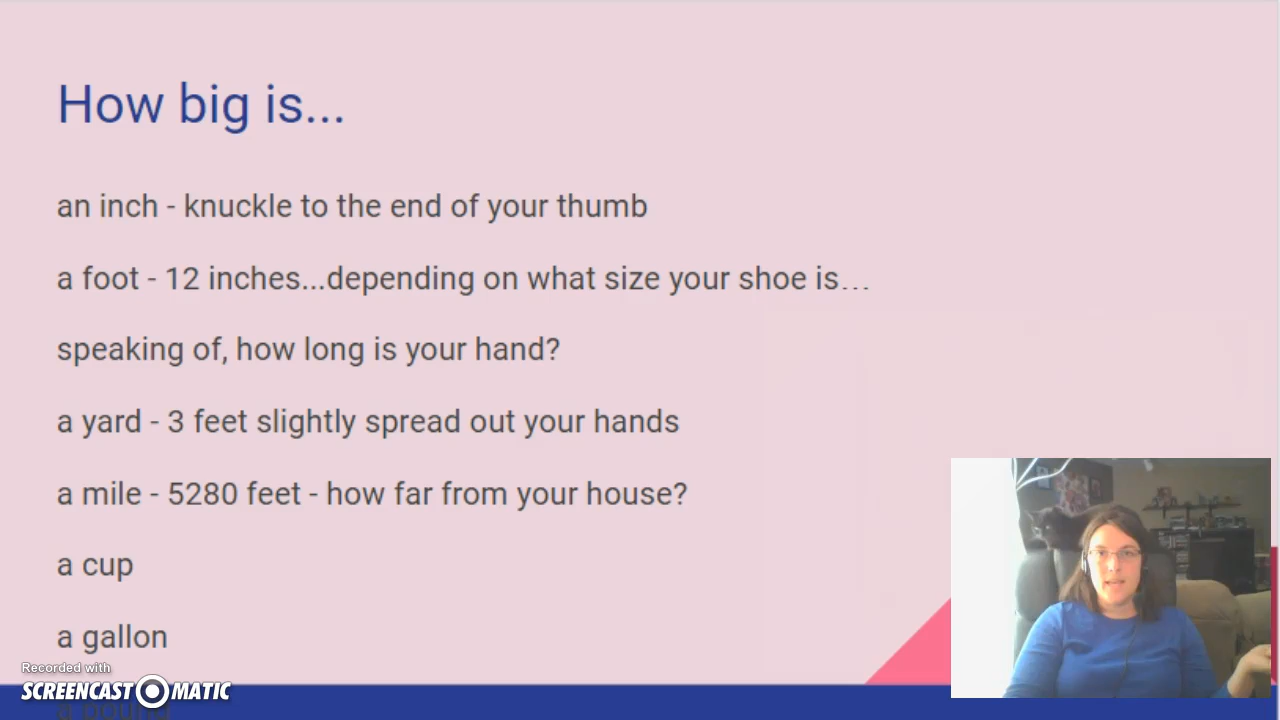 How big is...
an inch - knuckle to the end of your thumb
a foot - 12 inches...depending on what size your shoe is...
speaking of, how long is your hand?
a yard - 3 feet slightly spread out your hands
a mile - 5280 feet - how far from your house?
a cup
a gallon
Recorded with
SCREENCAST MATIC
a pound